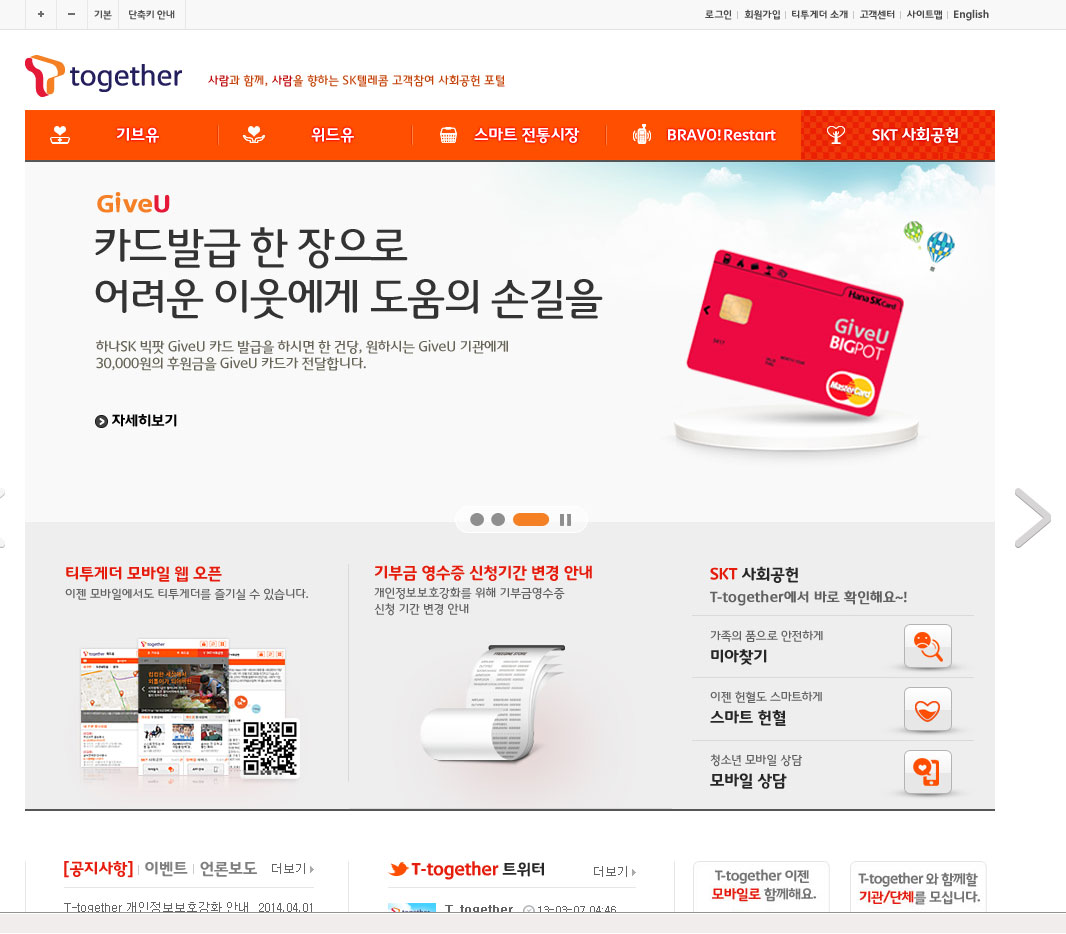 + − 기본 단축키 안내
로그인 회원가입 티투게더 소개 고객센터 사이트맵 English
together
사람과 함께, 사람을 향하는 SK텔레콤 고객참여 사회공헌 포털
기브유 위드유 스마트 전통시장 BRAVO!Restart SKT 사회공헌
GiveU
카드발급 한 장으로
어려운 이웃에게 도움의 손길을
하나SK 빅팟 GiveU 카드 발급을 하시면 한 건당, 원하시는 GiveU 기관에게
30,000원의 후원금을 GiveU 카드가 전달합니다.
자세히보기
Hana SK Card
GiveU
BIGPOT
MasterCard
티투게더 모바일 웹 오픈
이젠 모바일에서도 티투게더를 즐기실 수 있습니다.
together
기부금 영수증 신청기간 변경 안내
개인정보보호강화를 위해 기부금영수증
신청 기간 변경 안내
SKT 사회공헌
T-together에서 바로 확인해요~!
가족의 품으로 안전하게
미아찾기
이젠 헌혈도 스마트하게
스마트 헌혈
청소년 모바일 상담
모바일 상담
[공지사항] 이벤트 언론보도 더보기
T-together 개인정보보호강화 안내 2014.04.01
T-together 트위터 더보기
T_together 13-03-07 04:46
T-together 이젠
모바일로 함께해요.
T-together 와 함께할
기관/단체를 모십니다.